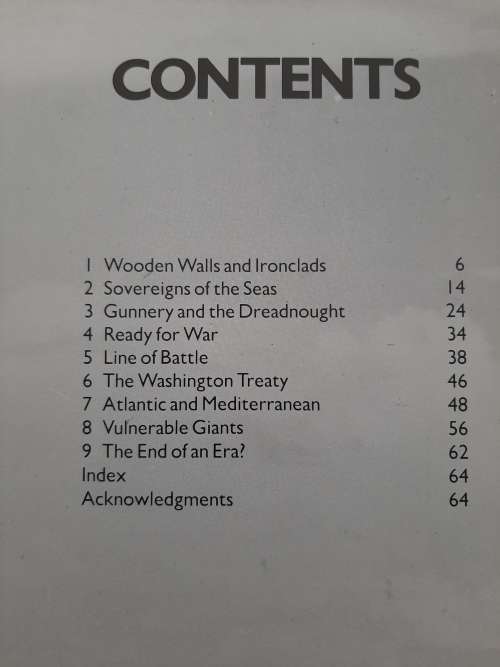 CONTENTS
1 Wooden Walls and Ironclads 6
2 Sovereigns of the Seas 14
3 Gunnery and the Dreadnought 24
4 Ready for War 34
5 Line of Battle 38
6 The Washington Treaty 46
7 Atlantic and Mediterranean 48
8 Vulnerable Giants 56
9 The End of an Era? 62
Index 64
Acknowledgments 64